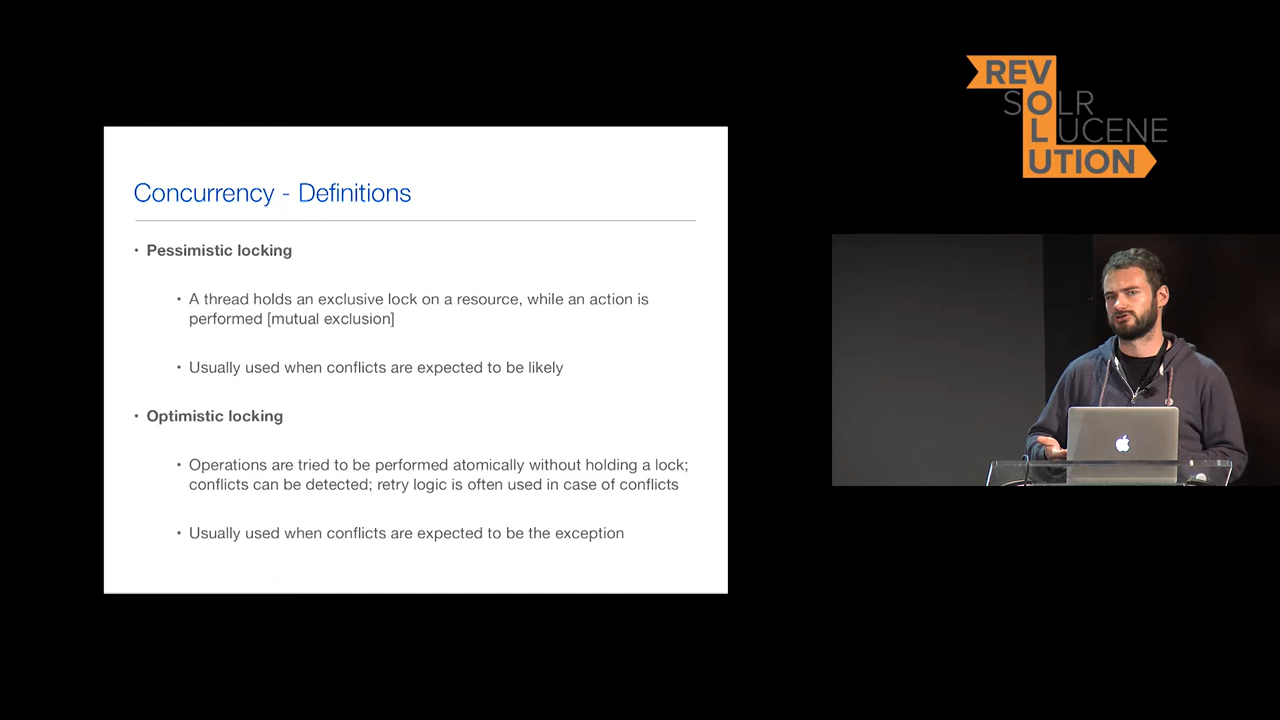 REV
SOLR
LUCENE
UTION
Concurrency - Definitions
• Pessimistic locking
• A thread holds an exclusive lock on a resource, while an action is
performed [mutual exclusion]
• Usually used when conflicts are expected to be likely
• Optimistic locking
• Operations are tried to be performed atomically without holding a lock;
conflicts can be detected; retry logic is often used in case of conflicts
• Usually used when conflicts are expected to be the exception